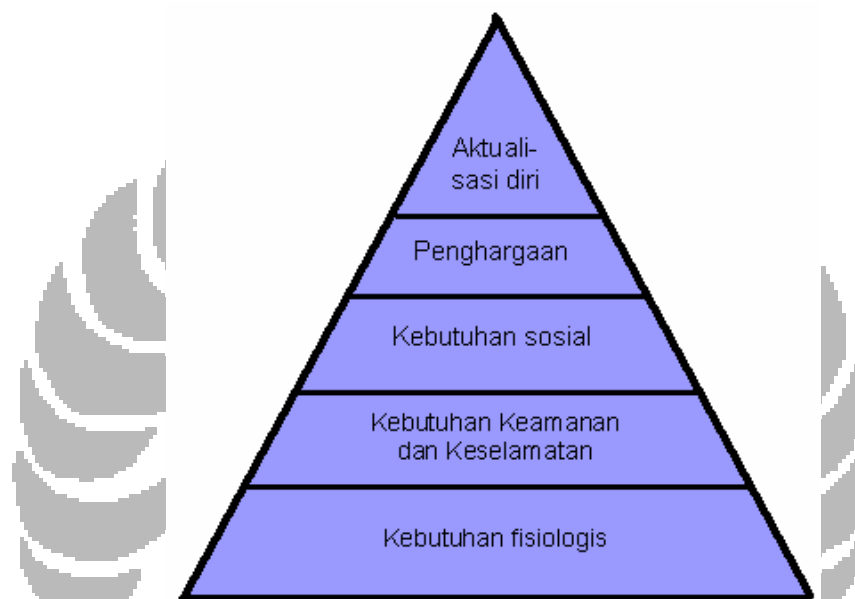 Aktuali-
sasi diri
Penghargaan
Kebutuhan sosial
Kebutuhan Keamanan
dan Keselamatan
Kebutuhan fisiologis